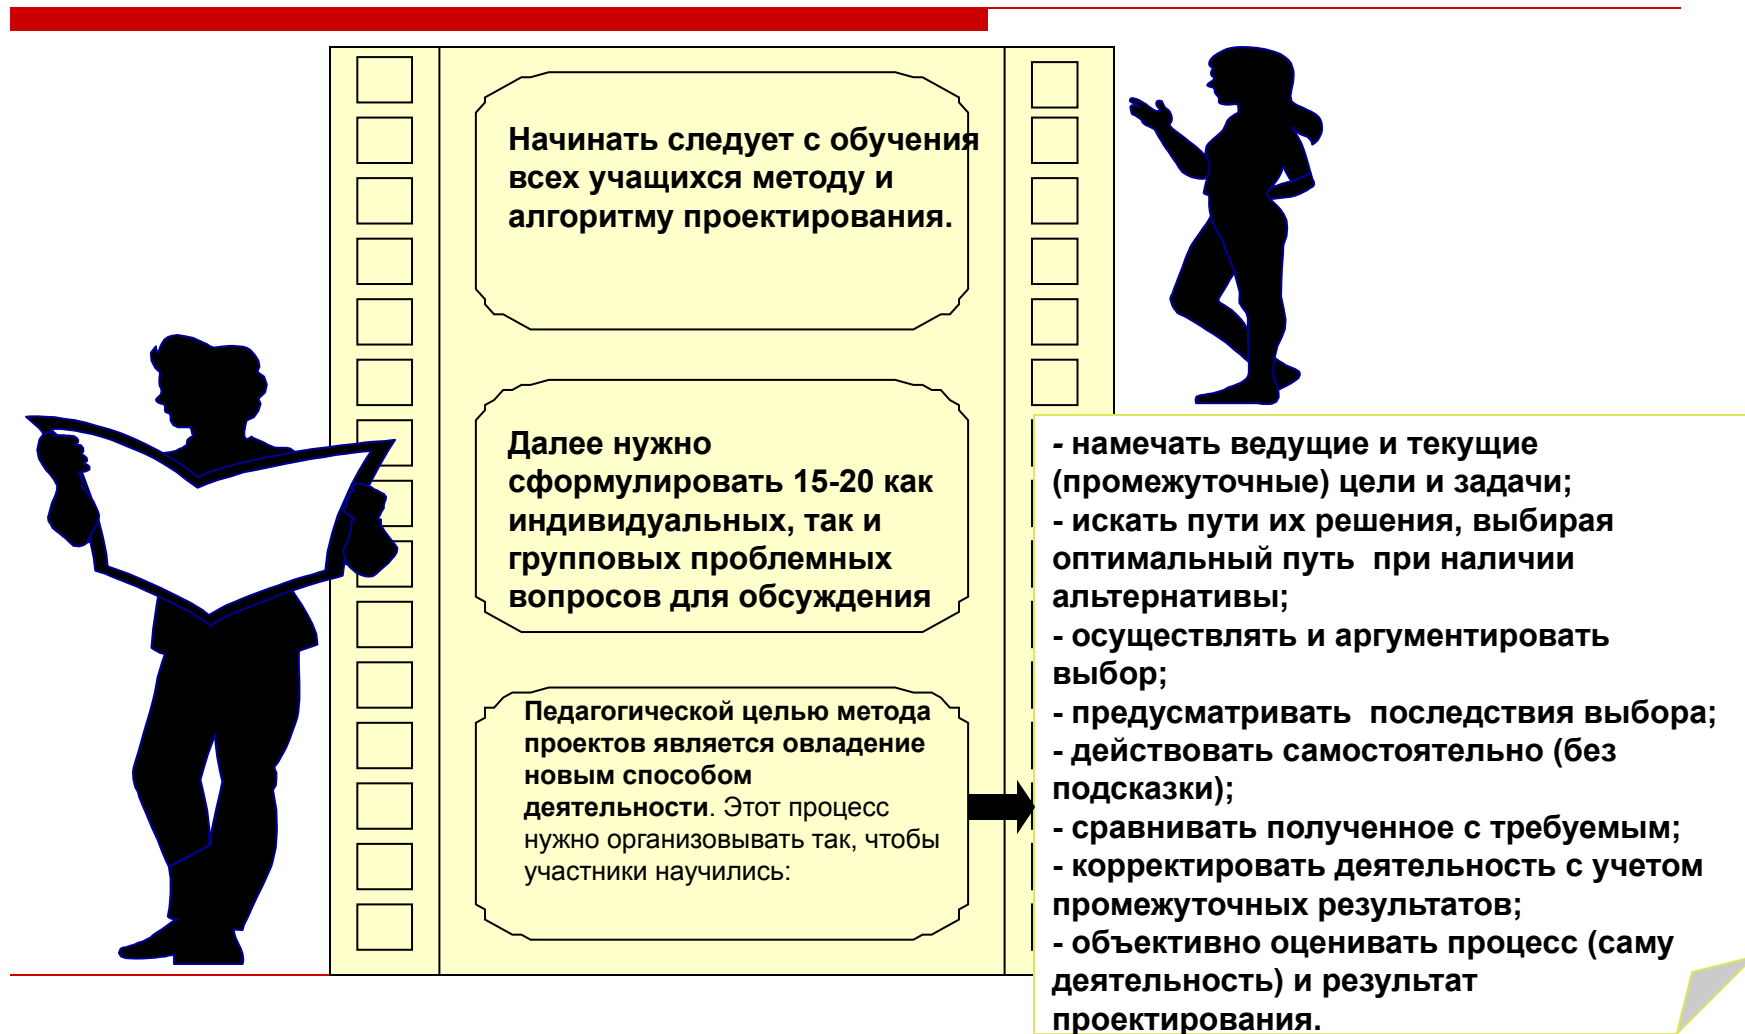 Начинать следует с обучения
всех учащихся методу и
алгоритму проектирования.
Далее нужно
сформулировать 15-20 как
индивидуальных, так и
групповых проблемных
вопросов для обсуждения
Педагогической целью метода
проектов является овладение
новым способом
деятельности. Этот процесс
нужно организовывать так, чтобы
участники научились:
- намечать ведущие и текущие
(промежуточные) цели и задачи;
- искать пути их решения, выбирая
оптимальный путь  при наличии
альтернативы;
- осуществлять и аргументировать
выбор;
- предусматривать  последствия выбора;
- действовать самостоятельно (без
подсказки);
- сравнивать полученное с требуемым;
- корректировать деятельность с учетом
промежуточных результатов;
- объективно оценивать процесс (саму
деятельность) и результат
проектирования.